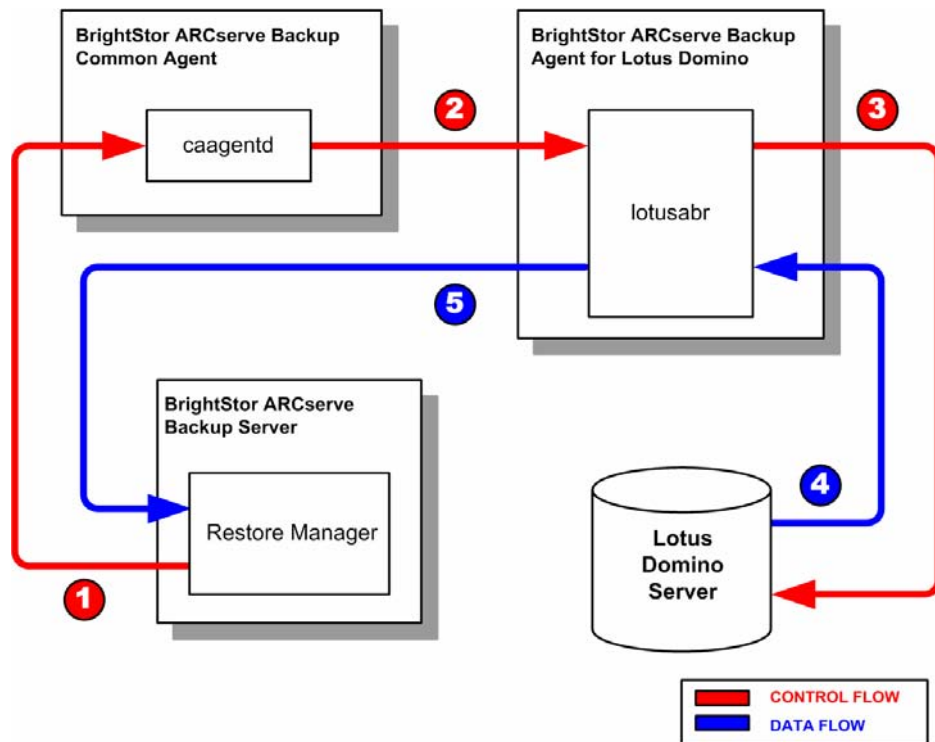 BrightStor ARCserve Backup
Common Agent
caagentd
2
BrightStor ARCserve Backup
Agent for Lotus Domino
lotusabr
3
5
BrightStor ARCserve
Backup Server
Restore Manager
1
4
Lotus
Domino
Server
CONTROL FLOW
DATA FLOW